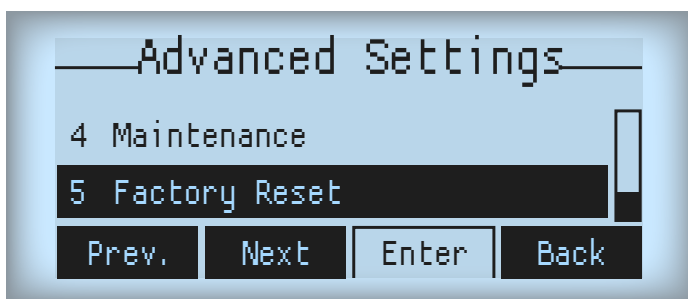 Advanced Settings
4 Maintenance
5 Factory Reset
Prev. Next Enter Back